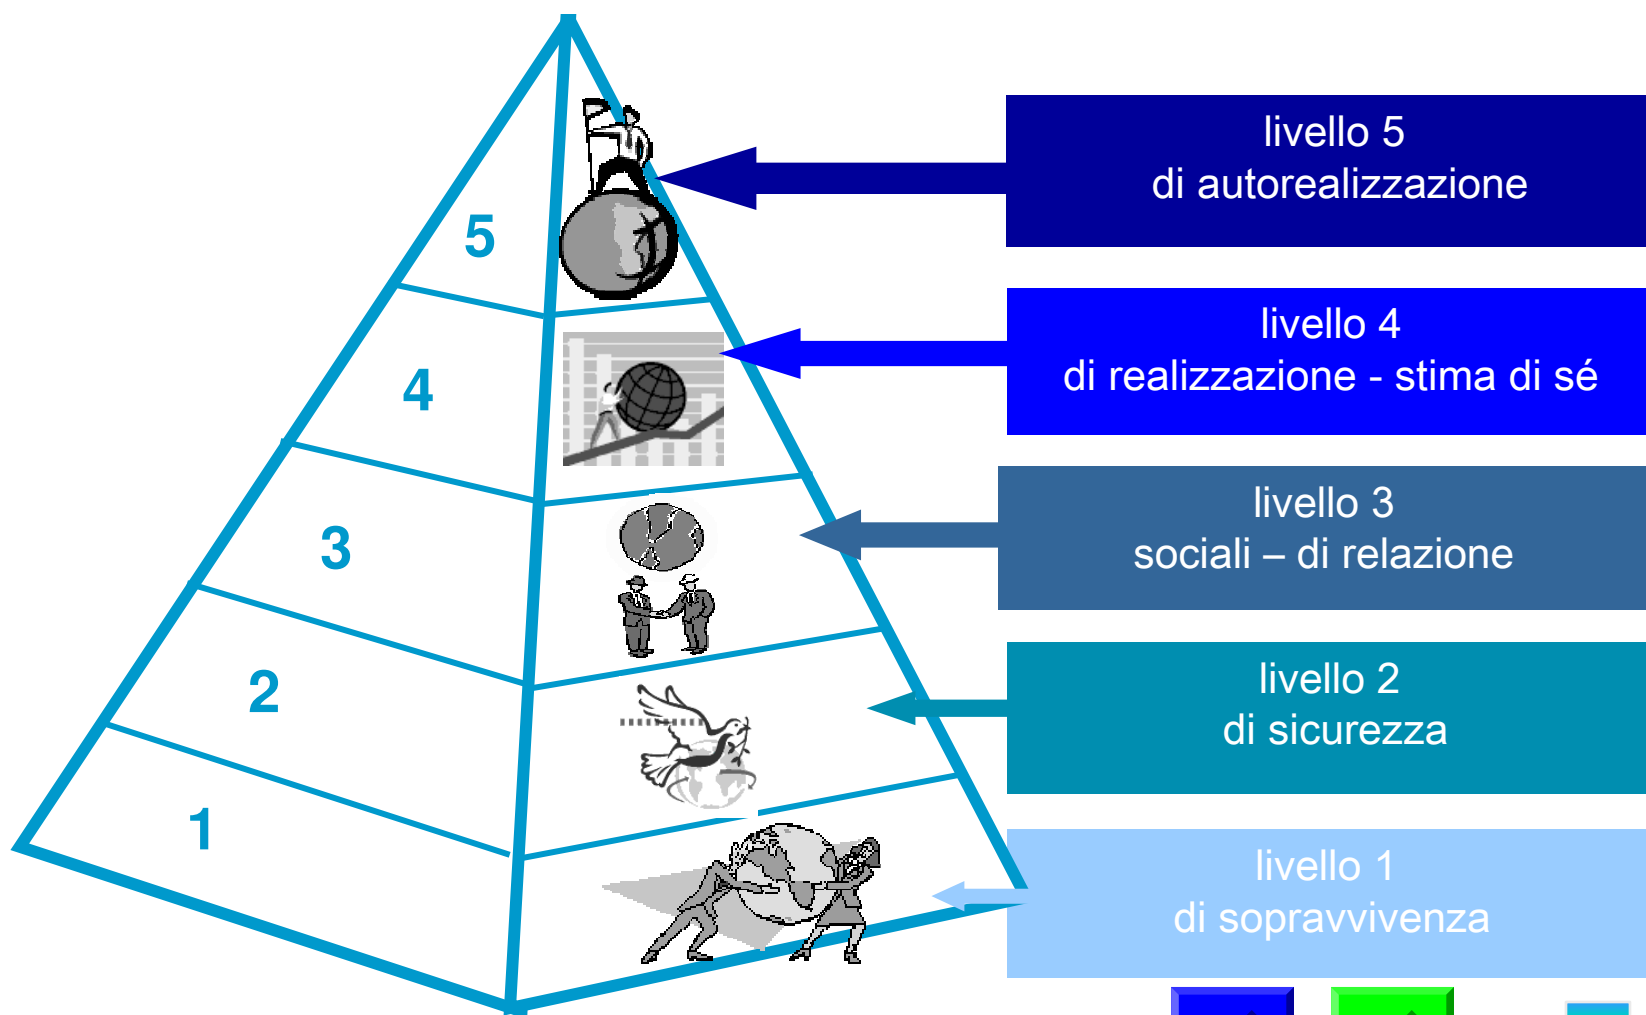 5
livello 5
di autorealizzazione
4
livello 4
di realizzazione - stima di sé
3
livello 3
sociali – di relazione
2
livello 2
di sicurezza
1
livello 1
di sopravvivenza